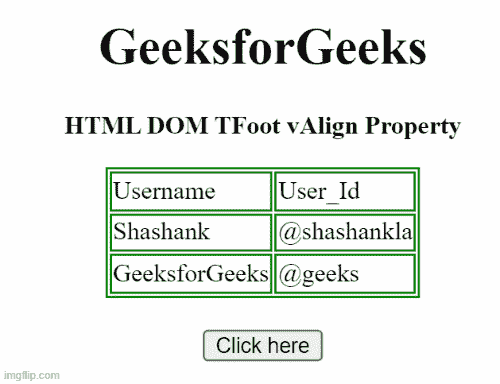 GeeksforGeeks
HTML DOM TFoot vAlign Property
Username User_Id
Shashank @shashankla
GeeksforGeeks @geeks
Click here
imgflip.com